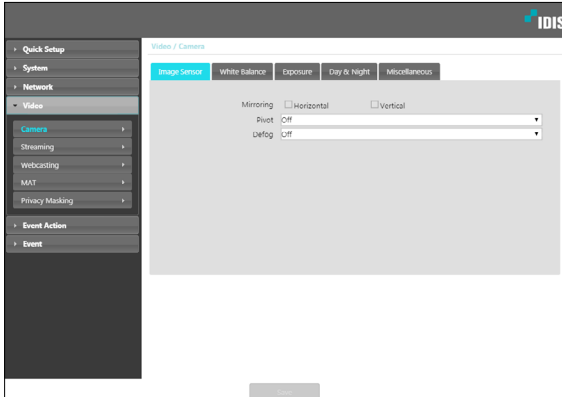 IDIS
Quick Setup
System
Network
Video
Camera
Streaming
Webcasting
MAT
Privacy Masking
Event Action
Event
Video / Camera
Image Sensor White Balance Exposure Day & Night Miscellaneous
Mirroring Horizontal Vertical
Pivot Off
Defog Off